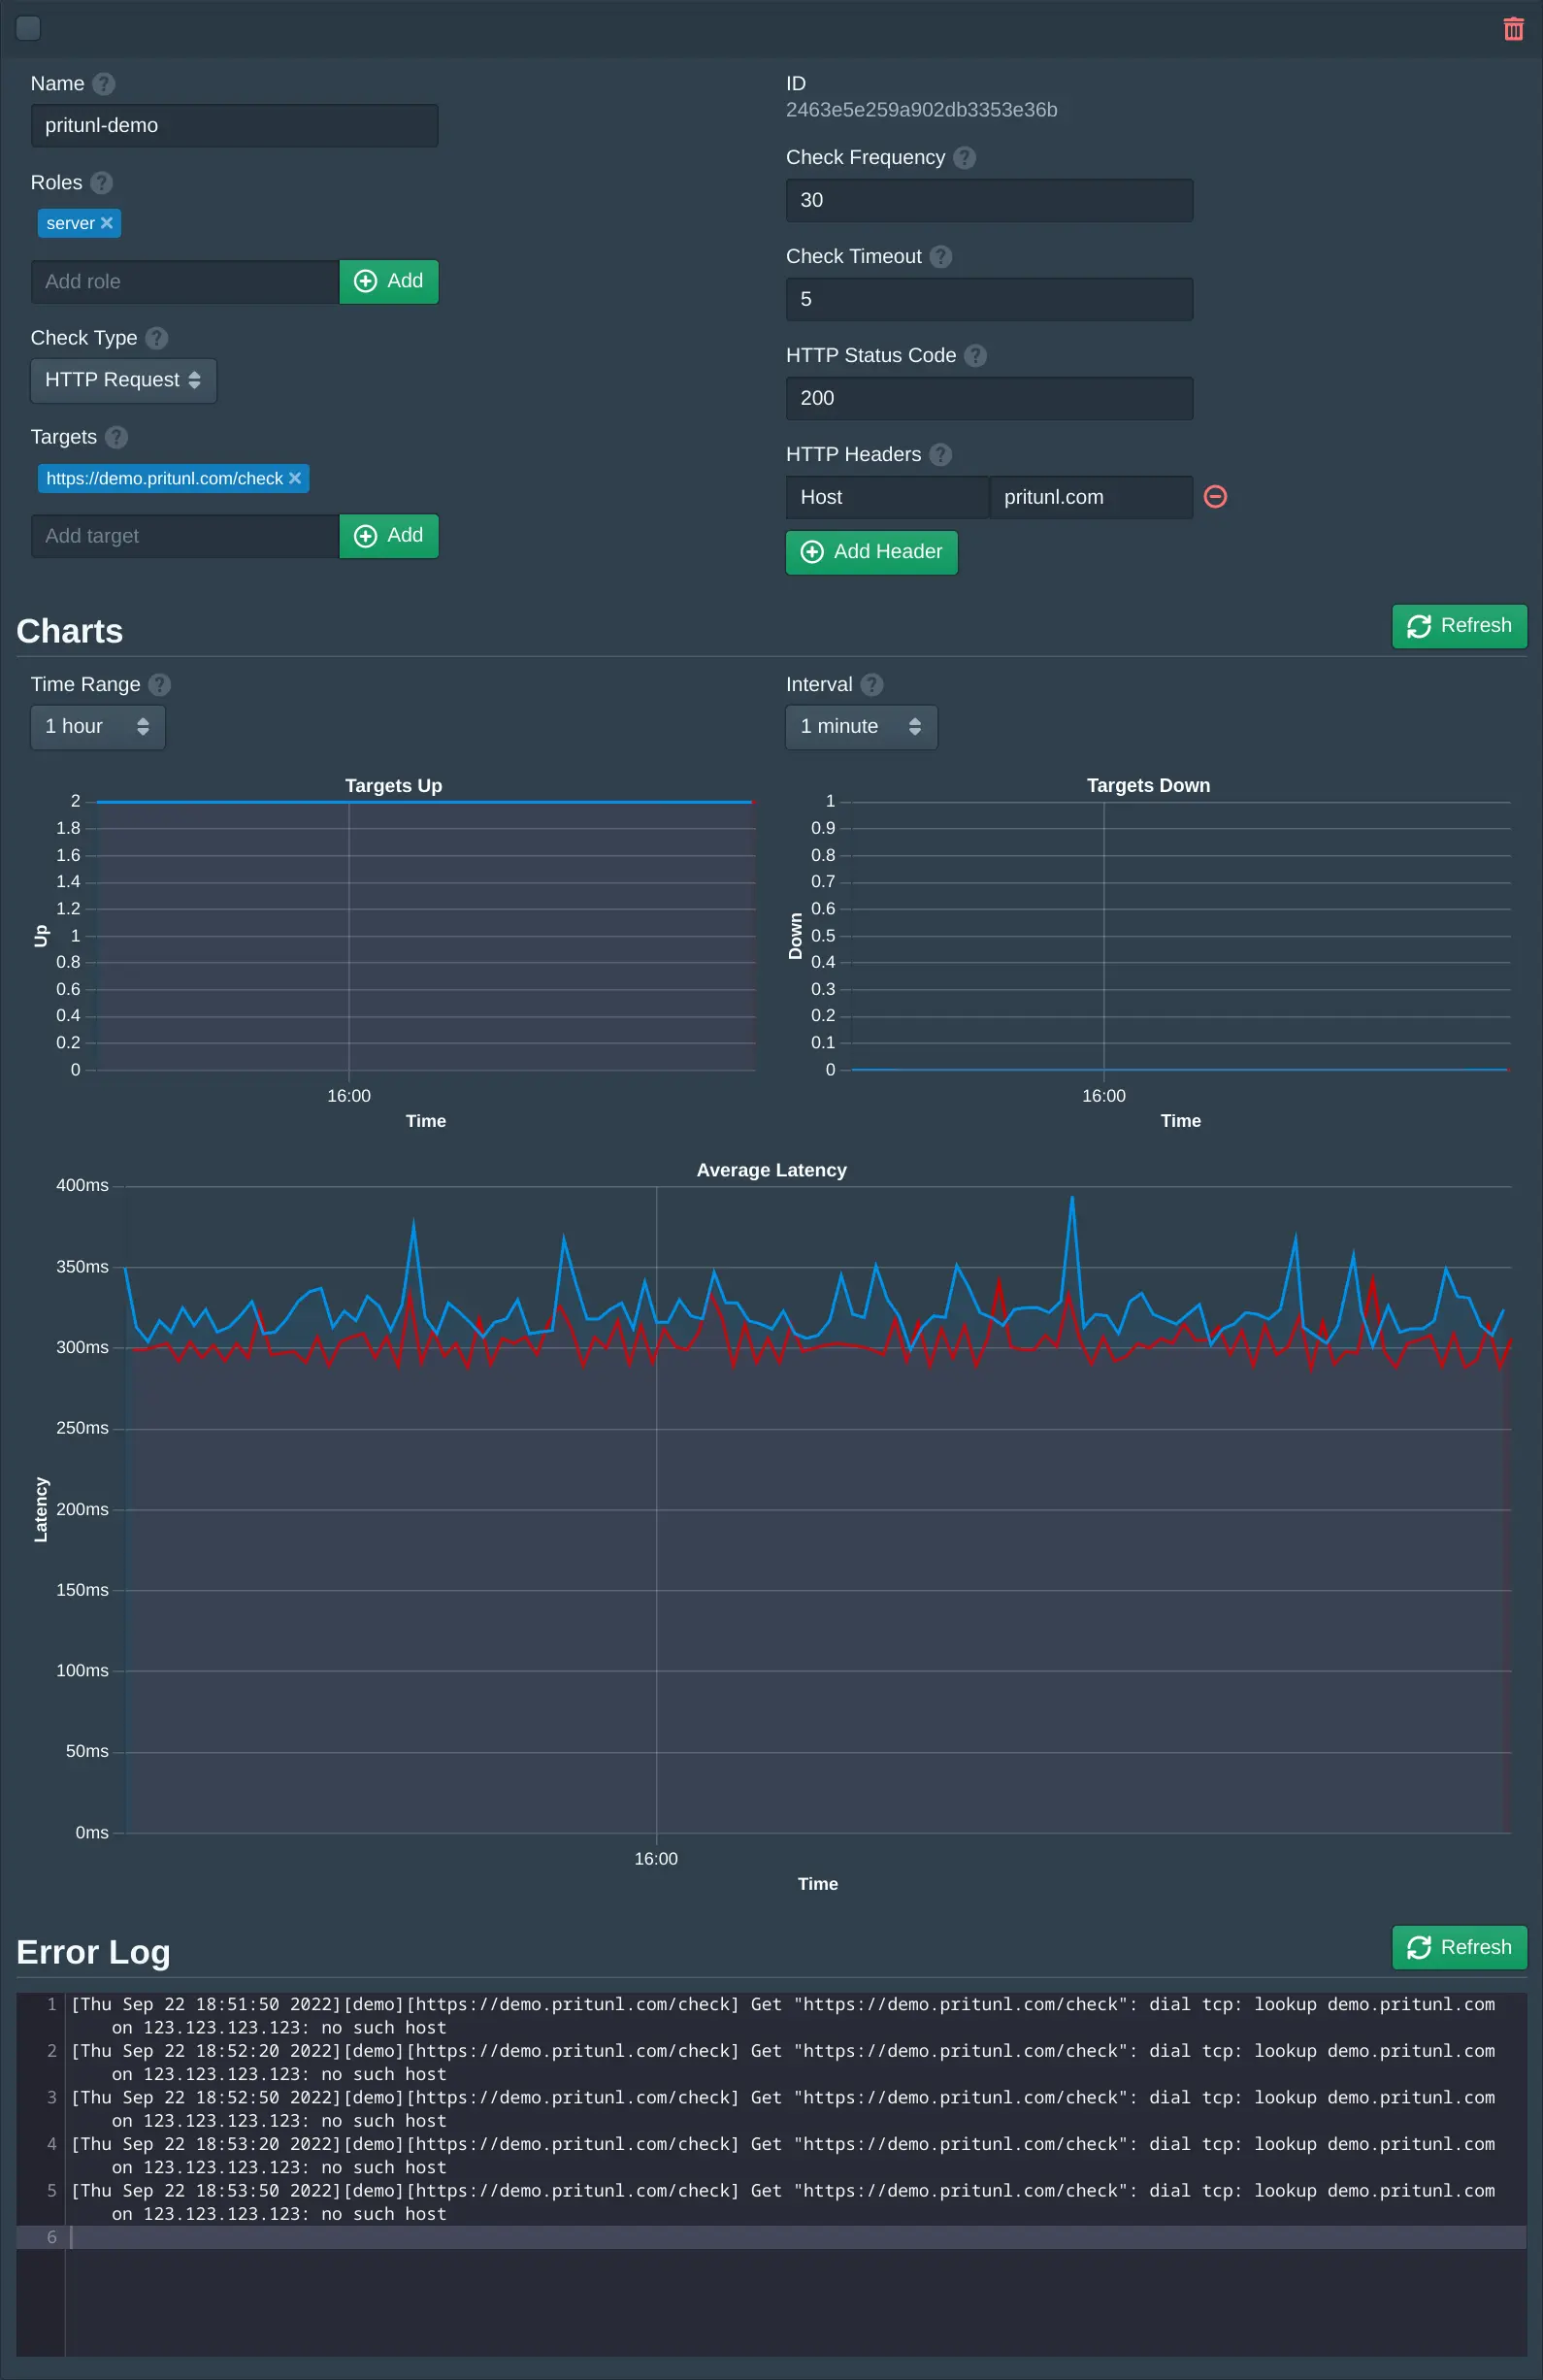 Name
pritunl-demo
Roles
server
Add role
Add
Check Type
HTTP Request
Targets
https://demo.pritunl.com/check
Add target
Add
ID
2463e5e259a902db3353e36b
Check Frequency
30
Check Timeout
5
HTTP Status Code
200
HTTP Headers
Host
pritunl.com
Add Header
Charts
Refresh
Time Range
1 hour
Interval
1 minute
Targets Up
2
1.8
1.6
1.4
1.2
1
0.8
0.6
0.4
0.2
0
Up
16:00
Time
Targets Down
1
0.9
0.8
0.7
0.6
0.5
0.4
0.3
0.2
0.1
0
Down
16:00
Time
Average Latency
400ms
350ms
300ms
250ms
200ms
150ms
100ms
50ms
0ms
Latency
16:00
Time
Error Log
Refresh
1 [Thu Sep 22 18:51:50 2022][demo][https://demo.pritunl.com/check] Get "https://demo.pritunl.com/check": dial tcp: lookup demo.pritunl.com
on 123.123.123.123: no such host
2 [Thu Sep 22 18:52:20 2022][demo][https://demo.pritunl.com/check] Get "https://demo.pritunl.com/check": dial tcp: lookup demo.pritunl.com
on 123.123.123.123: no such host
3 [Thu Sep 22 18:52:50 2022][demo][https://demo.pritunl.com/check] Get "https://demo.pritunl.com/check": dial tcp: lookup demo.pritunl.com
on 123.123.123.123: no such host
4 [Thu Sep 22 18:53:20 2022][demo][https://demo.pritunl.com/check] Get "https://demo.pritunl.com/check": dial tcp: lookup demo.pritunl.com
on 123.123.123.123: no such host
5 [Thu Sep 22 18:53:50 2022][demo][https://demo.pritunl.com/check] Get "https://demo.pritunl.com/check": dial tcp: lookup demo.pritunl.com
on 123.123.123.123: no such host
6